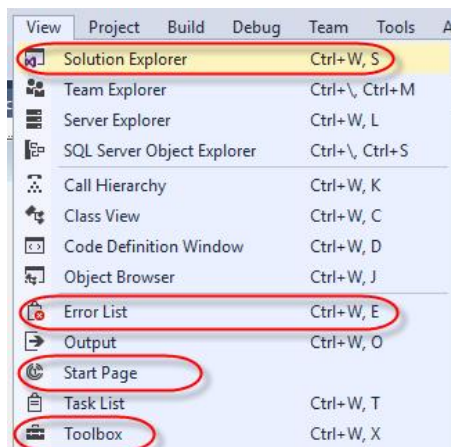 View Project Build Debug Team Tools A
Solution Explorer Ctrl+W, S
Team Explorer Ctrl+\, Ctrl+M
Server Explorer Ctrl+W, L
SQL Server Object Explorer Ctrl+\, Ctrl+S
Call Hierarchy Ctrl+W, K
Class View Ctrl+W, C
Code Definition Window Ctrl+W, D
Object Browser Ctrl+W, J
Error List Ctrl+W, E
Output Ctrl+W, O
Start Page
Task List Ctrl+W, T
Toolbox Ctrl+W, X